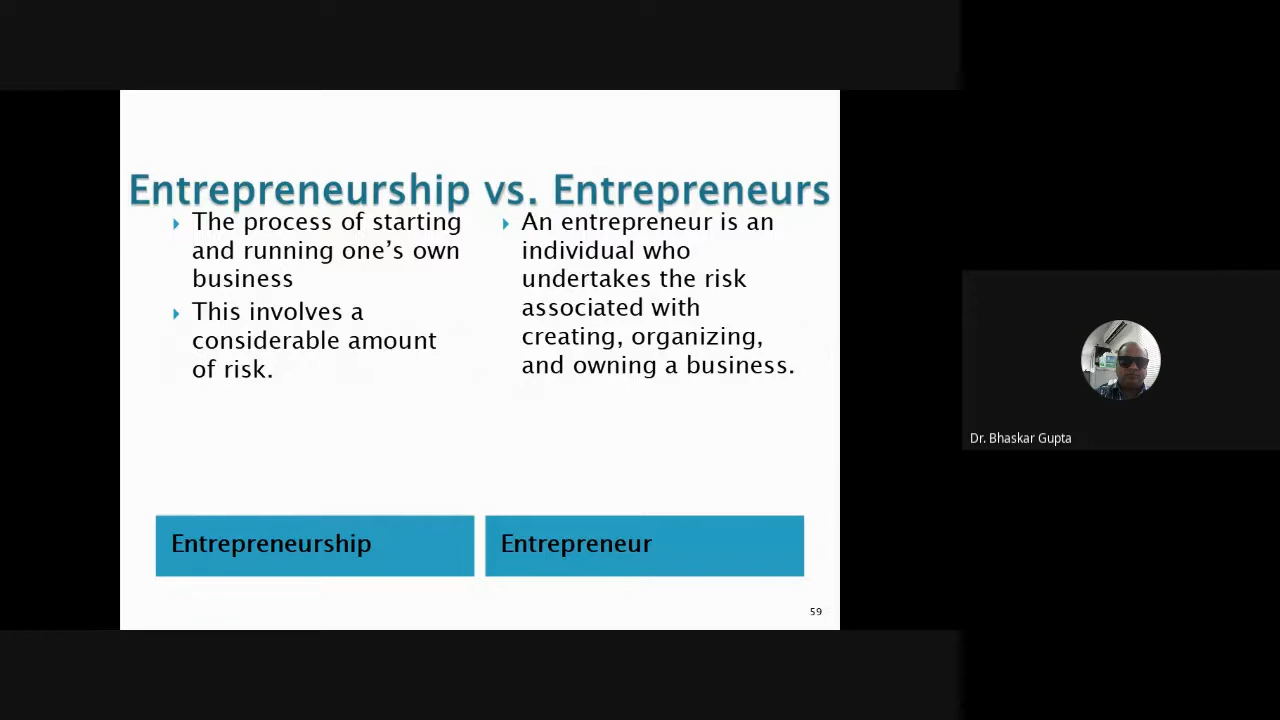 Entrepreneurship vs. Entrepreneurs
The process of starting
and running one’s own
business
This involves a
considerable amount
of risk.
An entrepreneur is an
individual who
undertakes the risk
associated with
creating, organizing,
and owning a business.
Entrepreneurship
Entrepreneur
59
Dr. Bhaskar Gupta